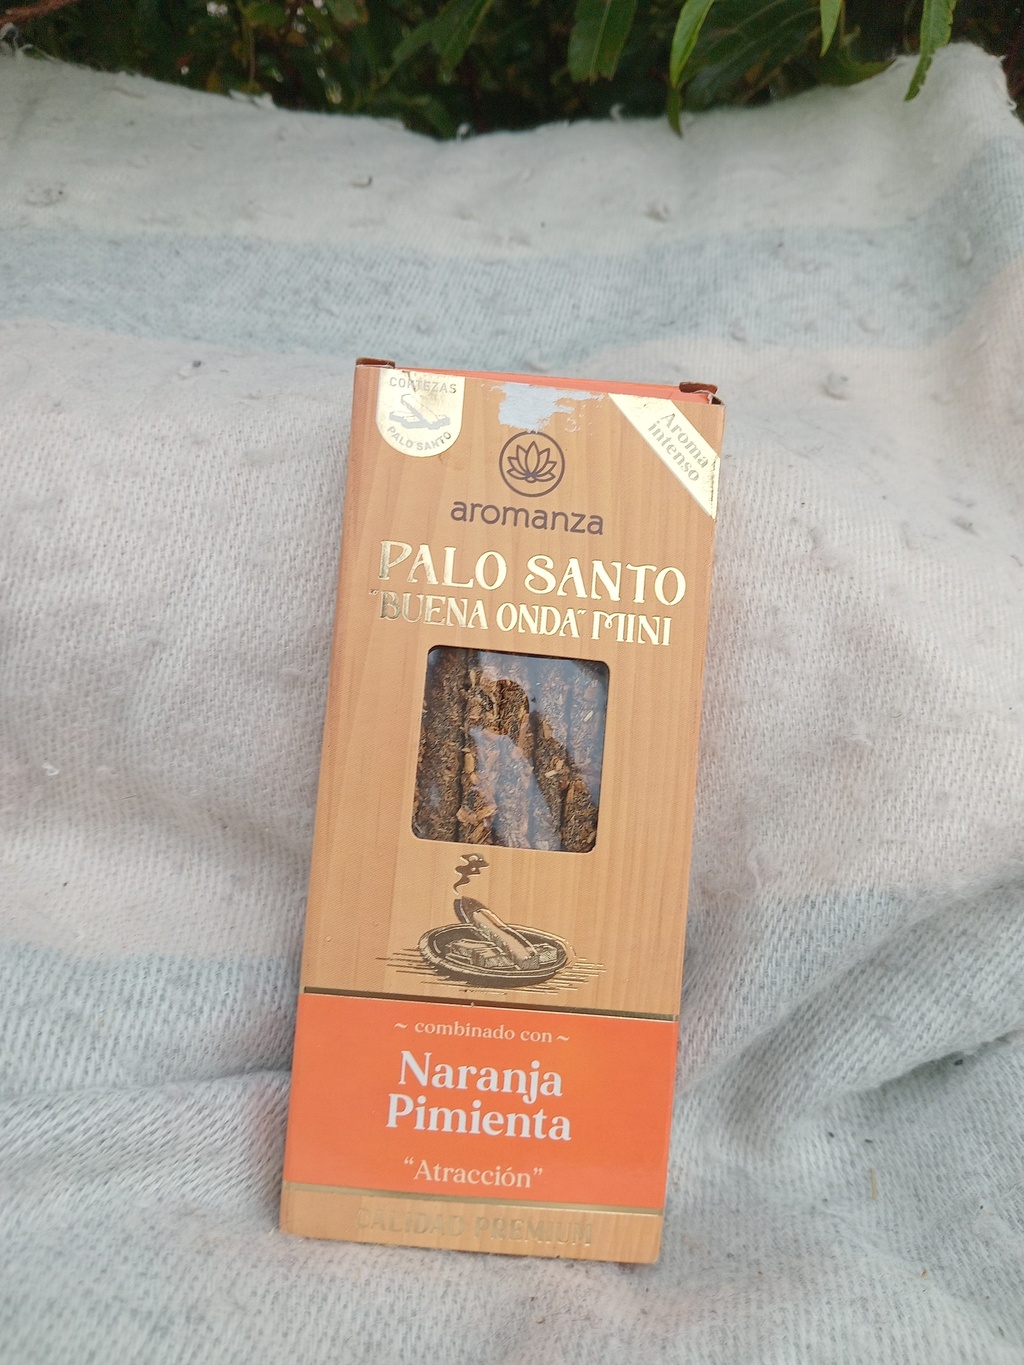 CORTEZAS
PALO SANTO
Aroma
intenso
aromanza
PALO SANTO
"BUENA ONDA" MINI
~ combinado con ~
Naranja
Pimienta
“Atracción”
CALIDAD PREMIUM